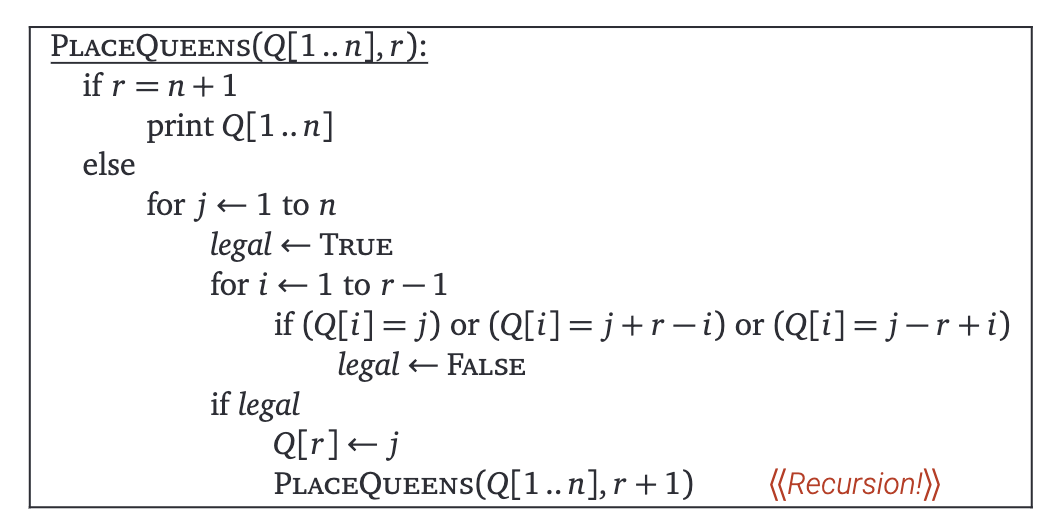 PLACEQUEENS(Q[1 .. n], r):
if r = n + 1
print Q[1 .. n]
else
for j ← 1 to n
legal ← TRUE
for i ← 1 to r − 1
if (Q[i] = j) or (Q[i] = j + r − i) or (Q[i] = j − r + i)
legal ← FALSE
if legal
Q[r] ← j
PLACEQUEENS(Q[1 .. n], r + 1) ⟪Recursion!⟫